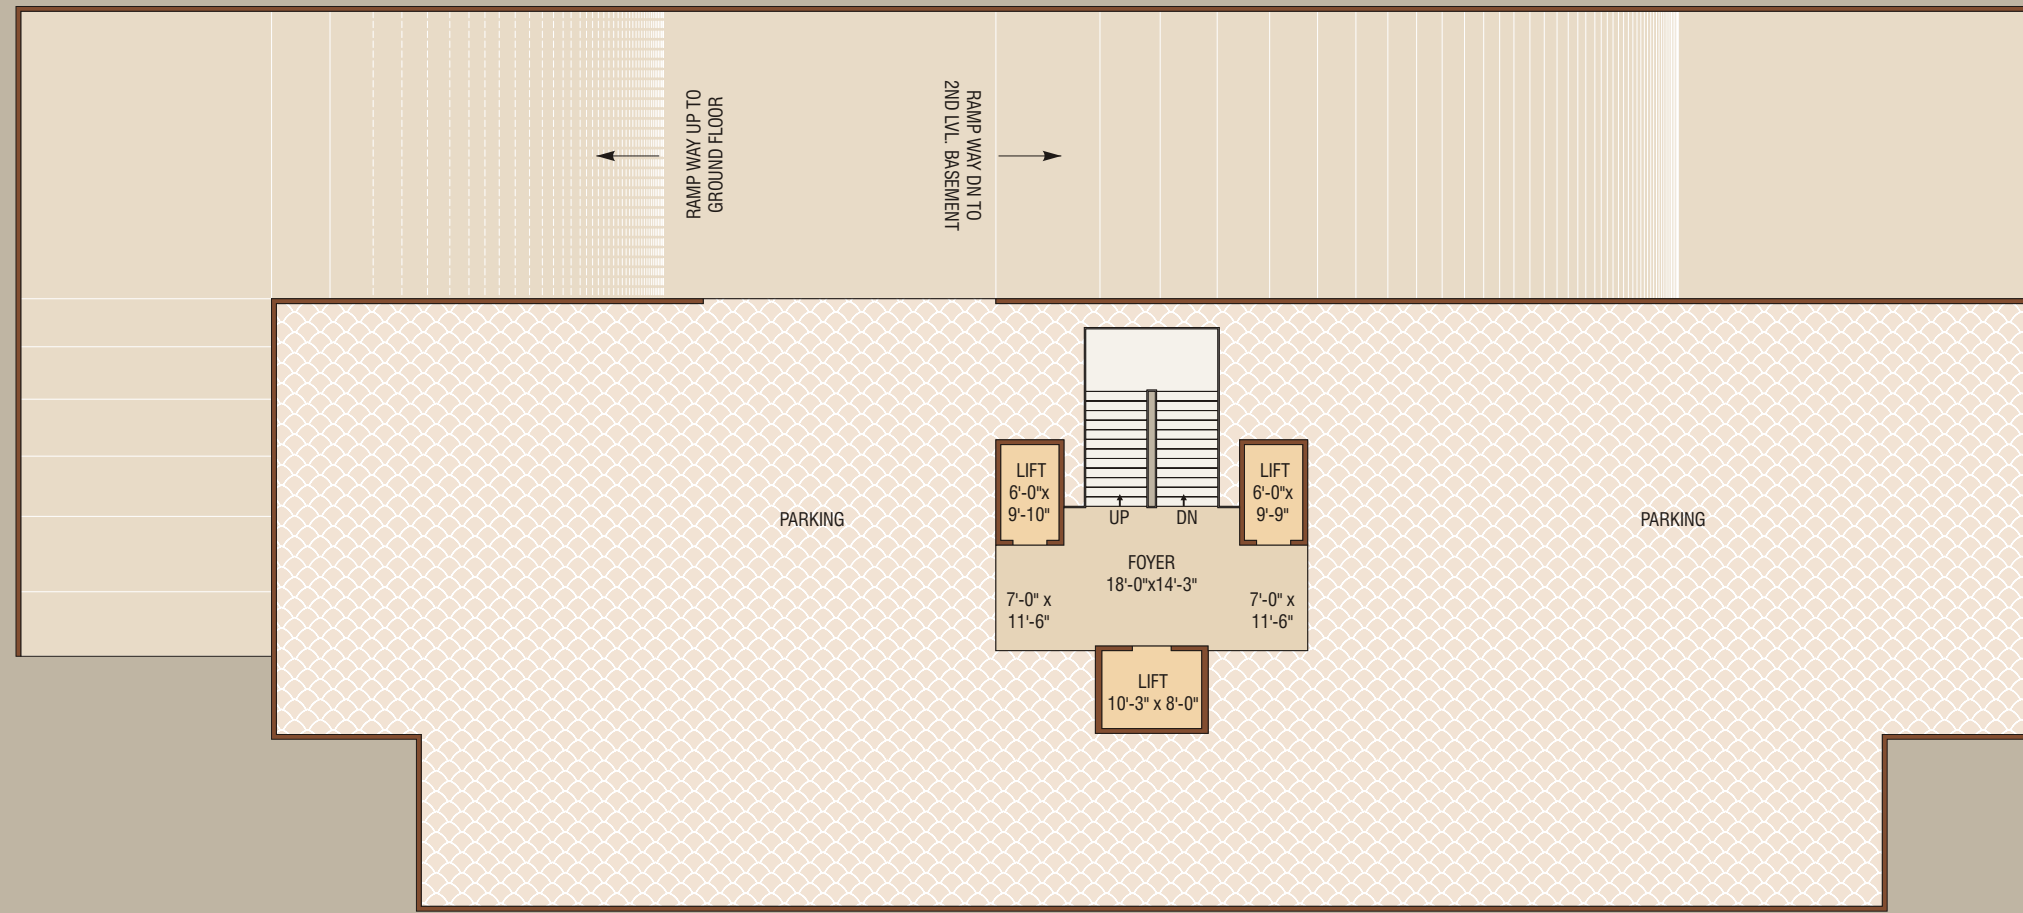 RAMP WAY UP TO
GROUND FLOOR
RAMP WAY DN TO
2ND LVL. BASEMENT
LIFT
6'-0"x
9'-10"
LIFT
6'-0"x
9'-9"
UP
DN
PARKING
PARKING
FOYER
18'-0"x14'-3"
7'-0" x
11'-6"
7'-0" x
11'-6"
LIFT
10'-3" x 8'-0"